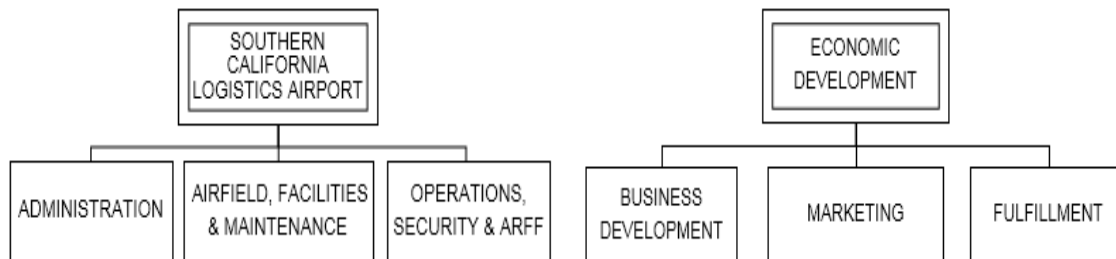 SOUTHERN
CALIFORNIA
LOGISTICS AIRPORT
ECONOMIC
DEVELOPMENT
ADMINISTRATION
AIRFIELD, FACILITIES
& MAINTENANCE
OPERATIONS,
SECURITY & ARFF
BUSINESS
DEVELOPMENT
MARKETING
FULFILLMENT